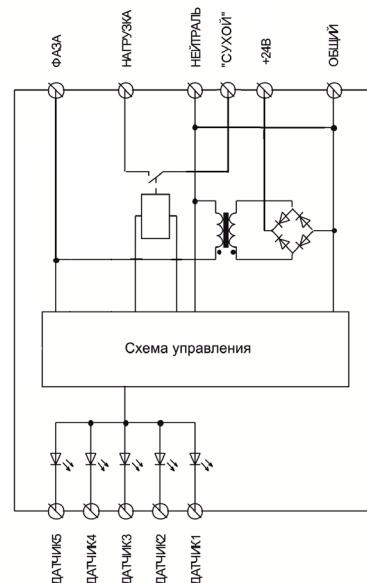 ФАЗА
НАГРУЗКА
НЕЙТРАЛЬ
"СУХОЙ"
+24В
ОБЩИЙ
Схема управления
ДАТЧИК5
ДАТЧИК4
ДАТЧИК3
ДАТЧИК2
ДАТЧИК1